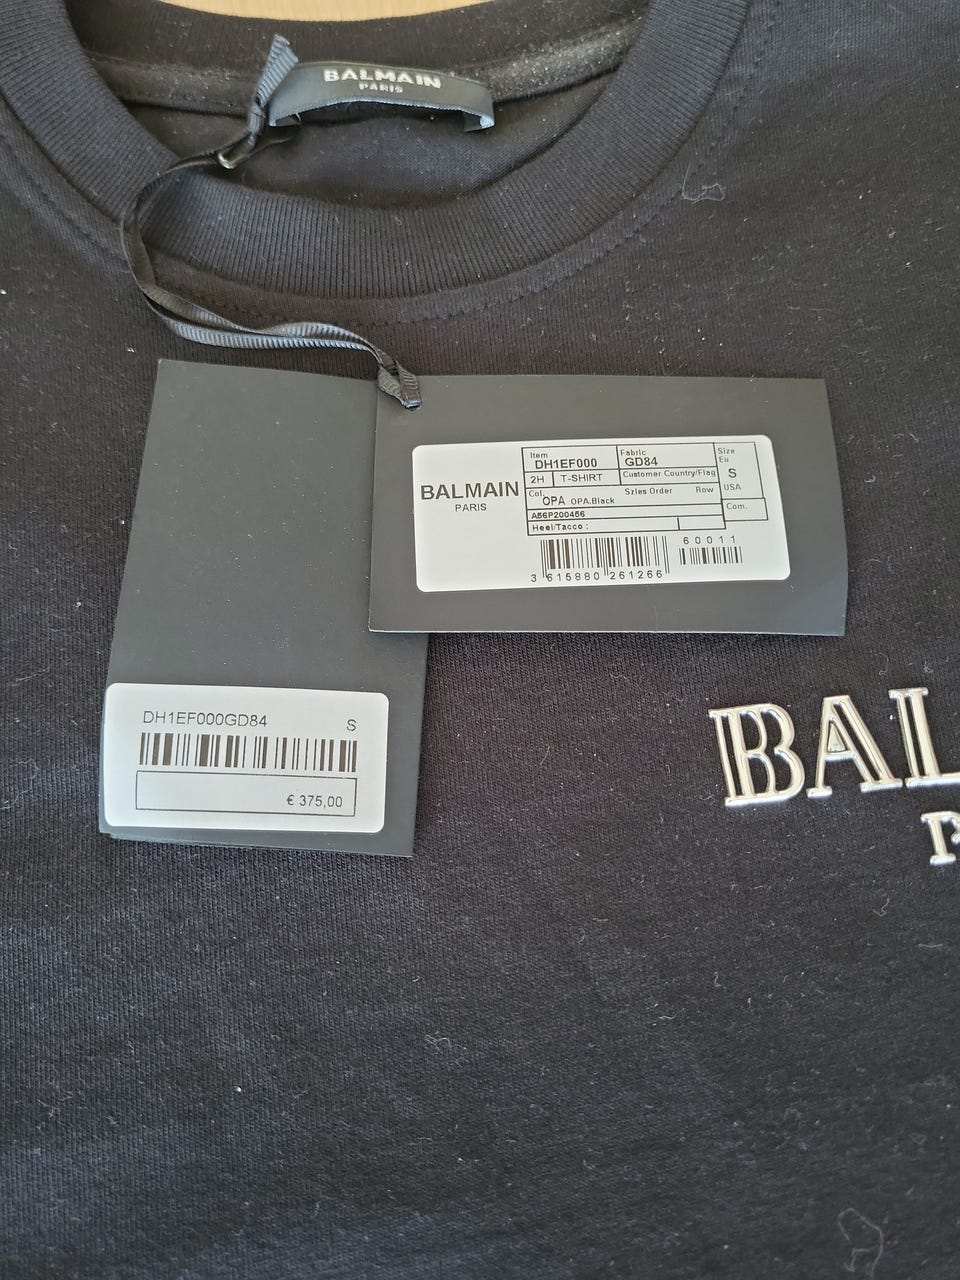 BALMAIN
PARIS
BALMAIN
PARIS
Item
DH1EF000
Fabric
GD84
Size
Eu
S
USA
Com.
2H T-SHIRT
Customer Country/Flag
Col. OPA OPA.Black
Szles Order Row
A56P200456
Heel/Tacco :
60011
3 615880 261266
DH1EF000GD84 S
€ 375,00
BAL
P